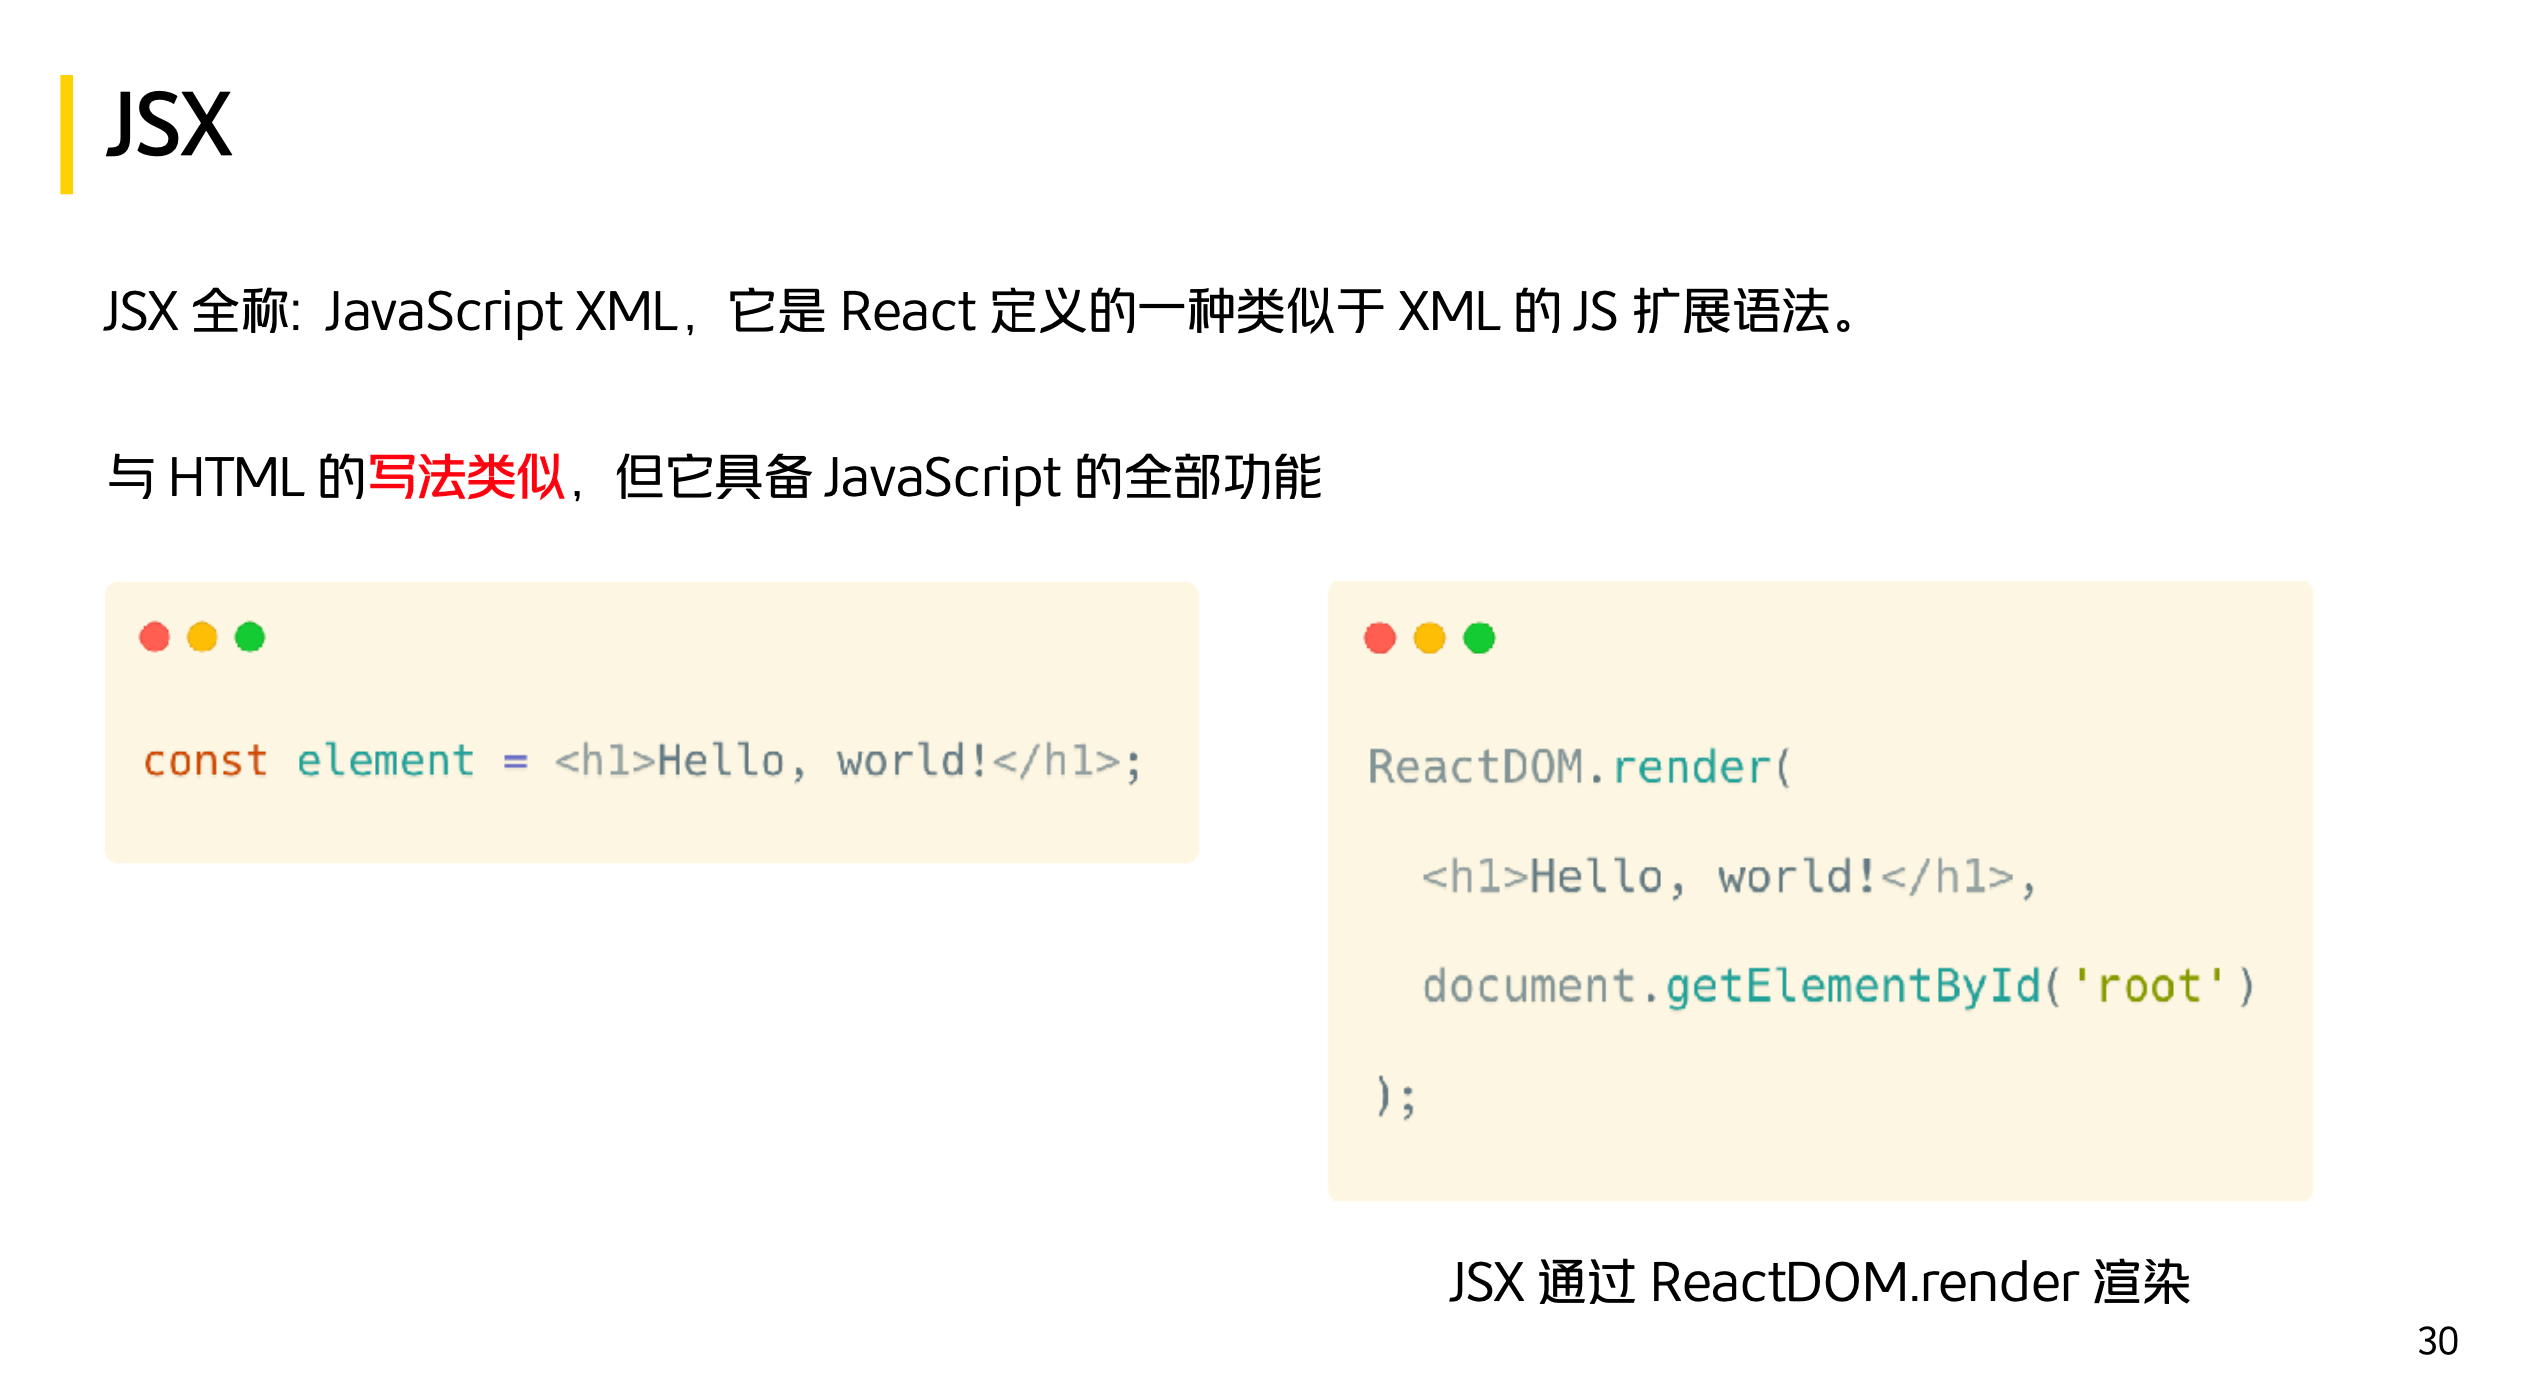 JSX
JSX 全称: JavaScript XML，它是 React 定义的一种类似于 XML 的 JS 扩展语法。
与 HTML 的写法类似，但它具备 JavaScript 的全部功能
const element = <h1>Hello, world!</h1>;
ReactDOM.render(
<h1>Hello, world!</h1>,
document.getElementById('root')
);
JSX 通过 ReactDOM.render 渲染
30